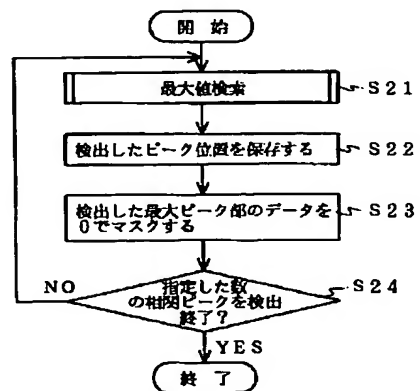 開 始
最大値検索
S21
検出したピーク位置を保存する
S22
検出した最大ピーク部のデータを
0でマスクする
S23
指定した数
の相関ピークを検出
終了？
S24
NO
YES
終 了